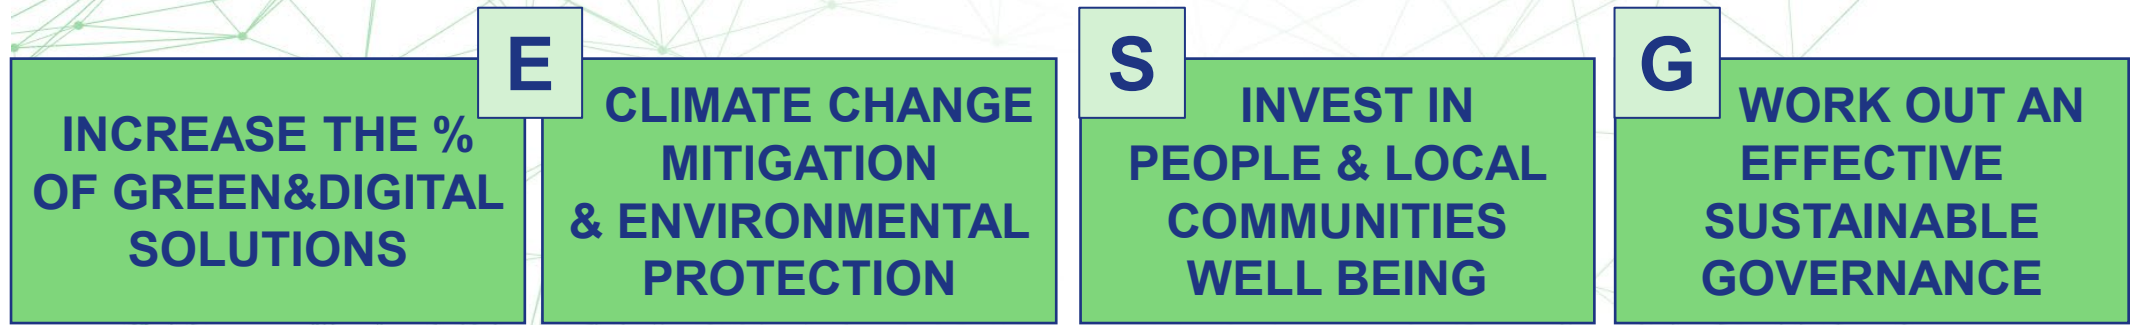 E
INCREASE THE %
OF GREEN&DIGITAL
SOLUTIONS
CLIMATE CHANGE
MITIGATION
& ENVIRONMENTAL
PROTECTION
S
INVEST IN
PEOPLE & LOCAL
COMMUNITIES
WELL BEING
G
WORK OUT AN
EFFECTIVE
SUSTAINABLE
GOVERNANCE